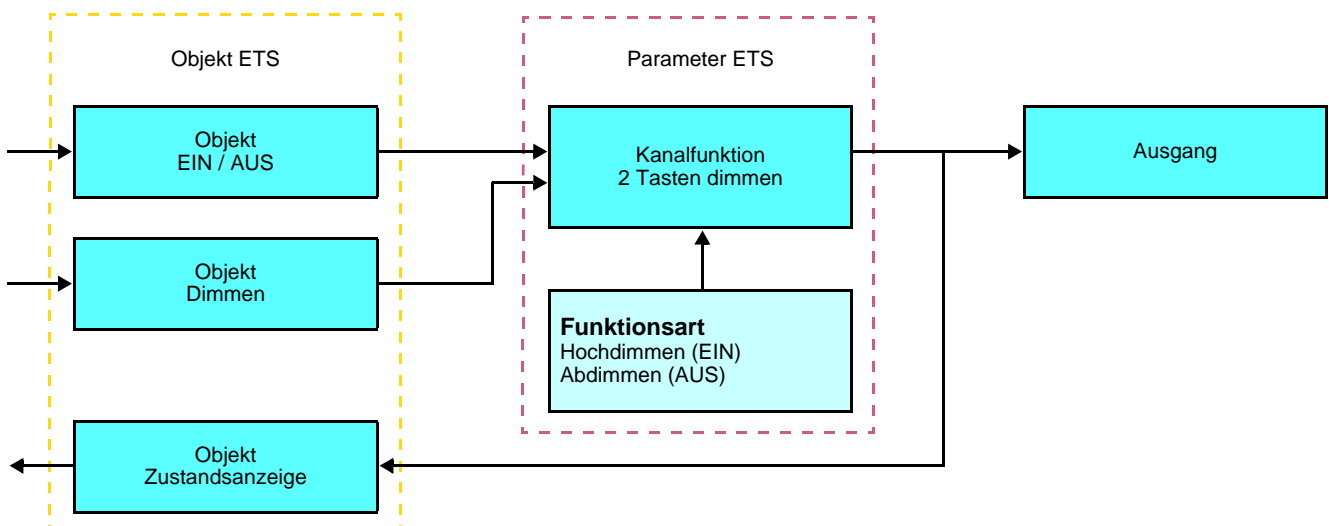 Objekt ETS
Parameter ETS
Objekt
EIN / AUS
Kanalfunktion
2 Tasten dimmen
Ausgang
Objekt
Dimmen
Funktionsart
Hochdimmen (EIN)
Abdimmen (AUS)
Objekt
Zustandsanzeige